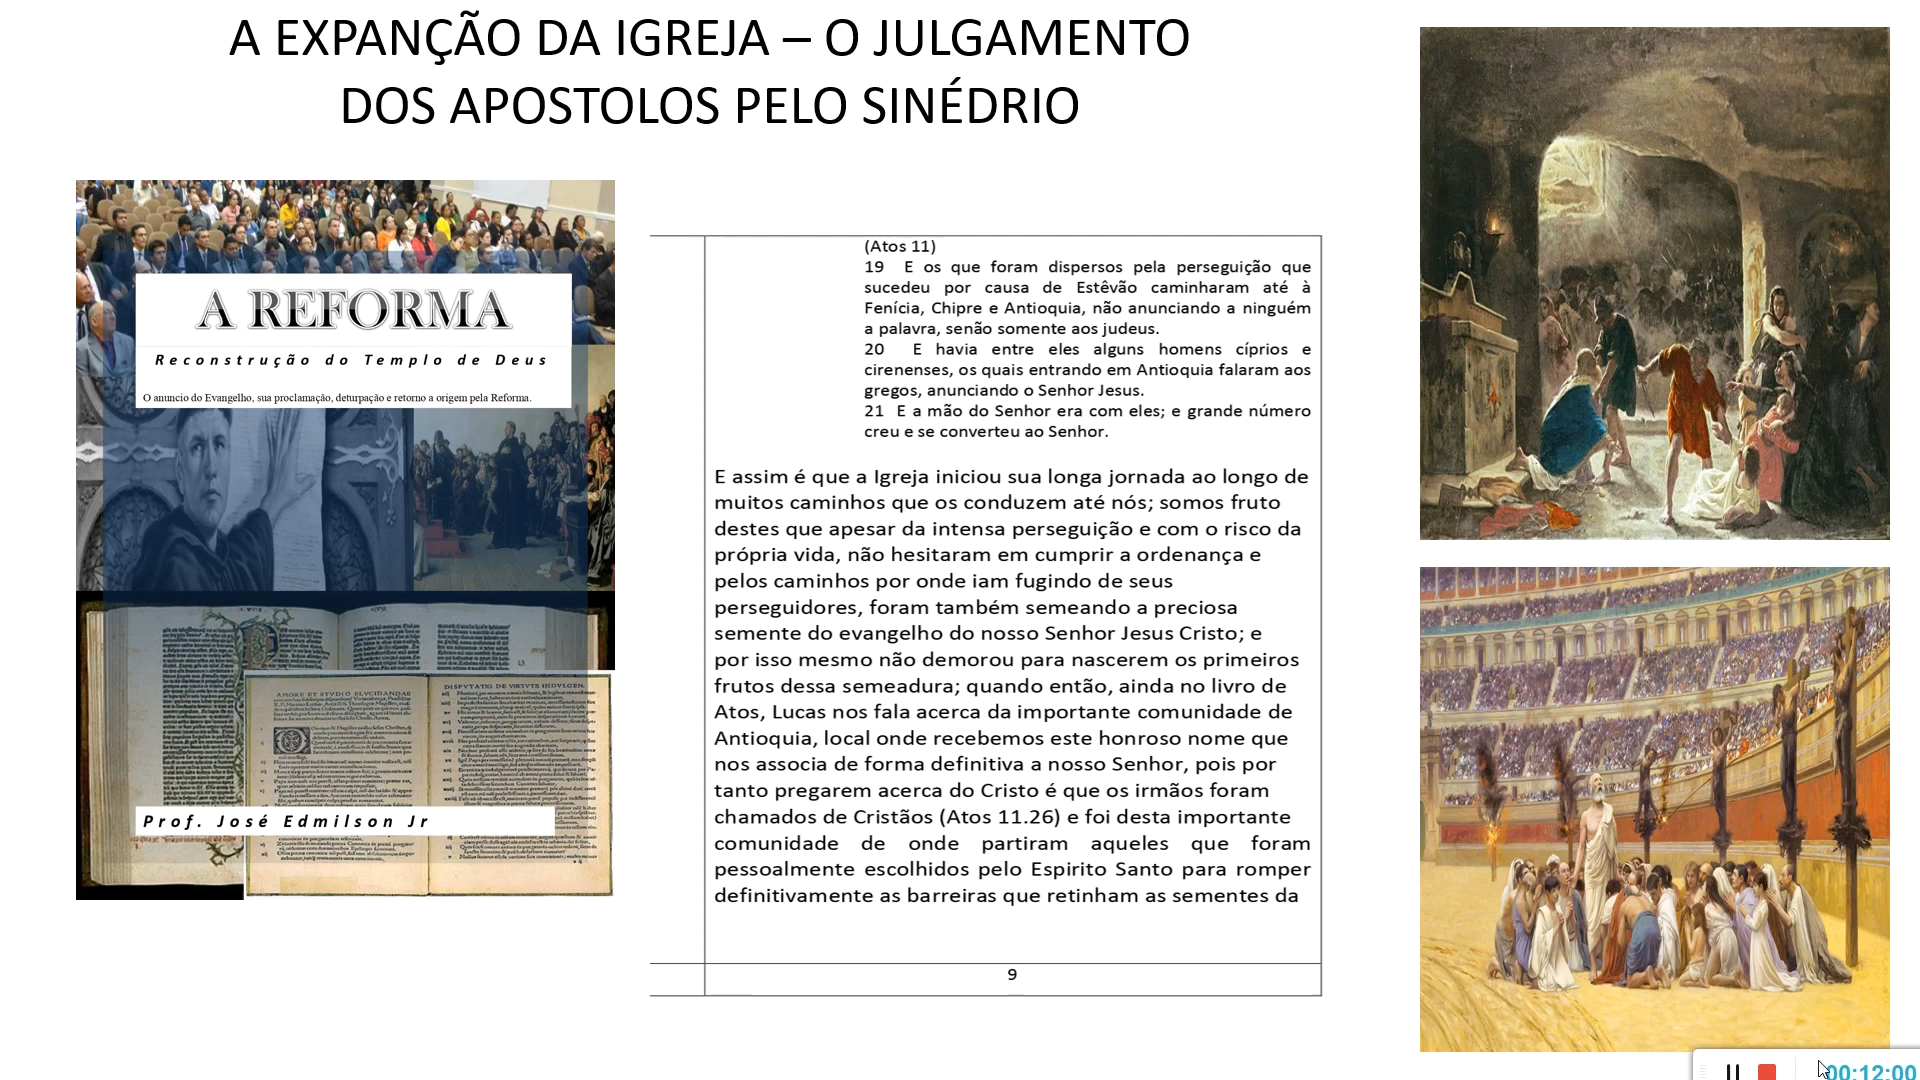 A EXPANÇÃO DA IGREJA – O JULGAMENTO
DOS APOSTOLOS PELO SINÉDRIO
A REFORMA
Reconstrução do Templo de Deus
O anuncio do Evangelho, sua proclamação, deturpação e retorno a origem pela Reforma.
AMORE ET STVDIO ELVCIDANDAE
DISPVTATIO DE VIRTVTE INDVLGEN.
Prof. José Edmilson Jr
(Atos 11)
19 E os que foram dispersos pela perseguição que
sucedeu por causa de Estêvão caminharam até à
Fenícia, Chipre e Antioquia, não anunciando a ninguém
a palavra, senão somente aos judeus.
20 E havia entre eles alguns homens cíprios e
cirenenses, os quais entrando em Antioquia falaram aos
gregos, anunciando o Senhor Jesus.
21 E a mão do Senhor era com eles; e grande número
creu e se converteu ao Senhor.
E assim é que a Igreja iniciou sua longa jornada ao longo de
muitos caminhos que os conduzem até nós; somos fruto
destes que apesar da intensa perseguição e com o risco da
própria vida, não hesitaram em cumprir a ordenança e
pelos caminhos por onde iam fugindo de seus
perseguidores, foram também semeando a preciosa
semente do evangelho do nosso Senhor Jesus Cristo; e
por isso mesmo não demorou para nascerem os primeiros
frutos dessa semeadura; quando então, ainda no livro de
Atos, Lucas nos fala acerca da importante comunidade de
Antioquia, local onde recebemos este honroso nome que
nos associa de forma definitiva a nosso Senhor, pois por
tanto pregarem acerca do Cristo é que os irmãos foram
chamados de Cristãos (Atos 11.26) e foi desta importante
comunidade de onde partiram aqueles que foram
pessoalmente escolhidos pelo Espirito Santo para romper
definitivamente as barreiras que retinham as sementes da
9
00:12:00